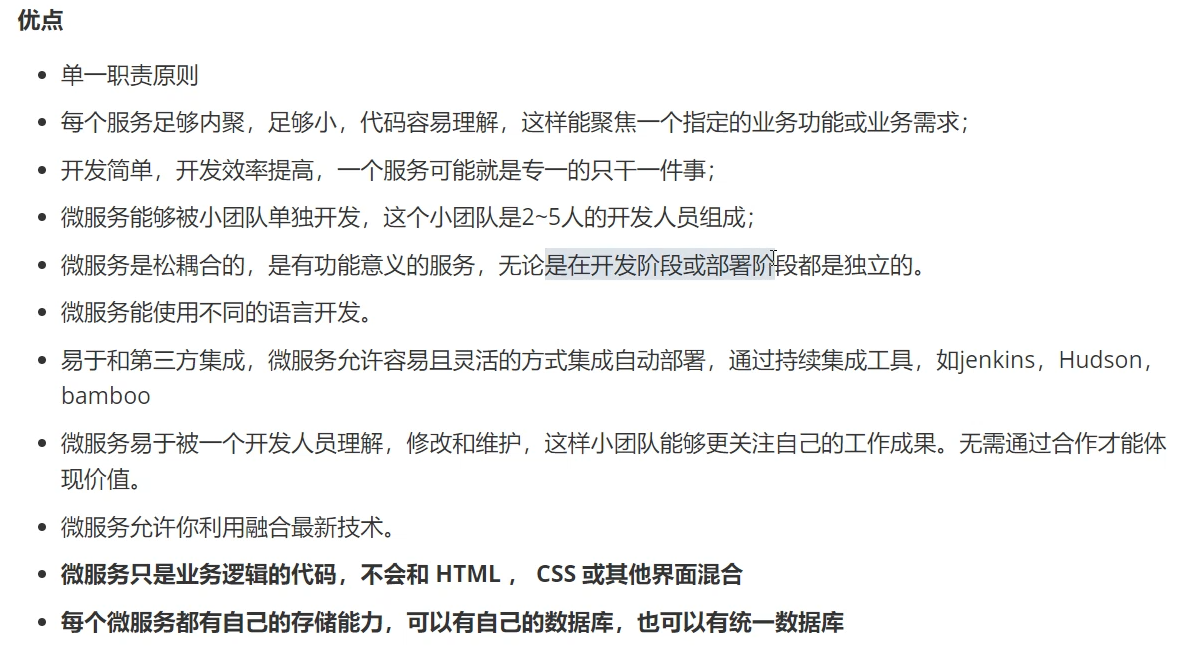 优点
单一职责原则
每个服务足够内聚，足够小，代码容易理解，这样能聚焦一个指定的业务功能或业务需求；
开发简单，开发效率提高，一个服务可能就是专一的只干一件事；
微服务能够被小团队单独开发，这个小团队是2~5人的开发人员组成；
微服务是松耦合的，是有功能意义的服务，无论是在开发阶段或部署阶段都是独立的。
微服务能使用不同的语言开发。
易于和第三方集成，微服务允许容易且灵活的方式集成自动部署，通过持续集成工具，如jenkins，Hudson，
bamboo
微服务易于被一个开发人员理解，修改和维护，这样小团队能够更关注自己的工作成果。无需通过合作才能体
现价值。
微服务允许你利用融合最新技术。
微服务只是业务逻辑的代码，不会和 HTML ， CSS 或其他界面混合
每个微服务都有自己的存储能力，可以有自己的数据库，也可以有统一数据库